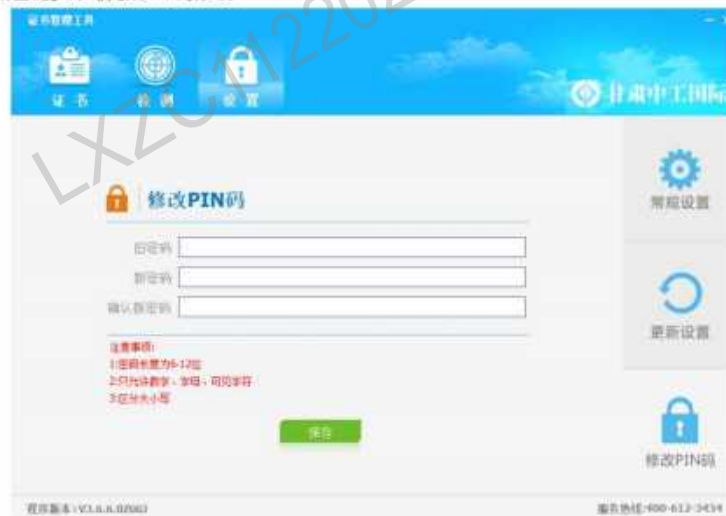 证书管理工具
证 书
检 测
设 置
甘肃中工国际
LXZC112202
修改PIN码
旧密码
新密码
确认新密码
注意事项:
1:密码长度为6-12位
2:只允许数字、字母、可见字符
3:区分大小写
保存
常规设置
更新设置
修改PIN码
服务热线:400-612-3434